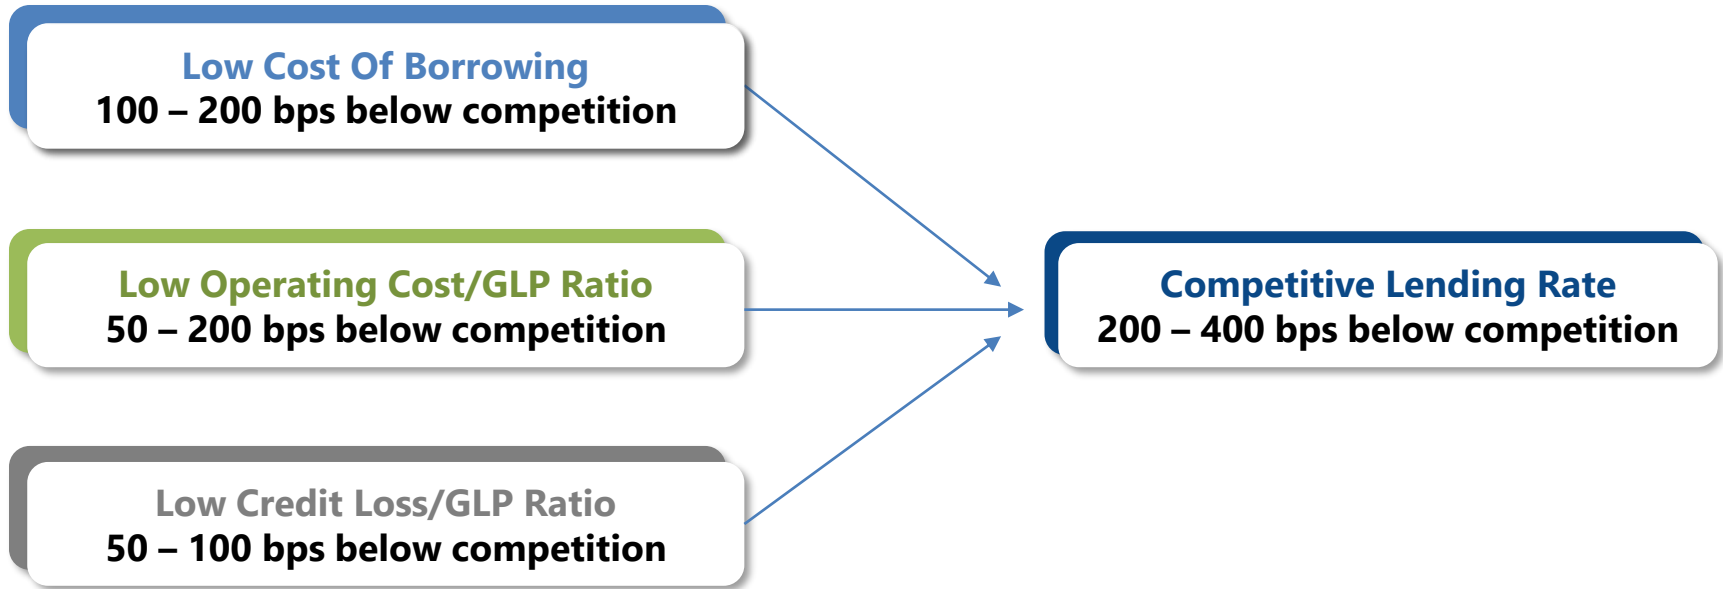 Low Cost Of Borrowing
100 – 200 bps below competition
Low Operating Cost/GLP Ratio
50 – 200 bps below competition
Competitive Lending Rate
200 – 400 bps below competition
Low Credit Loss/GLP Ratio
50 – 100 bps below competition